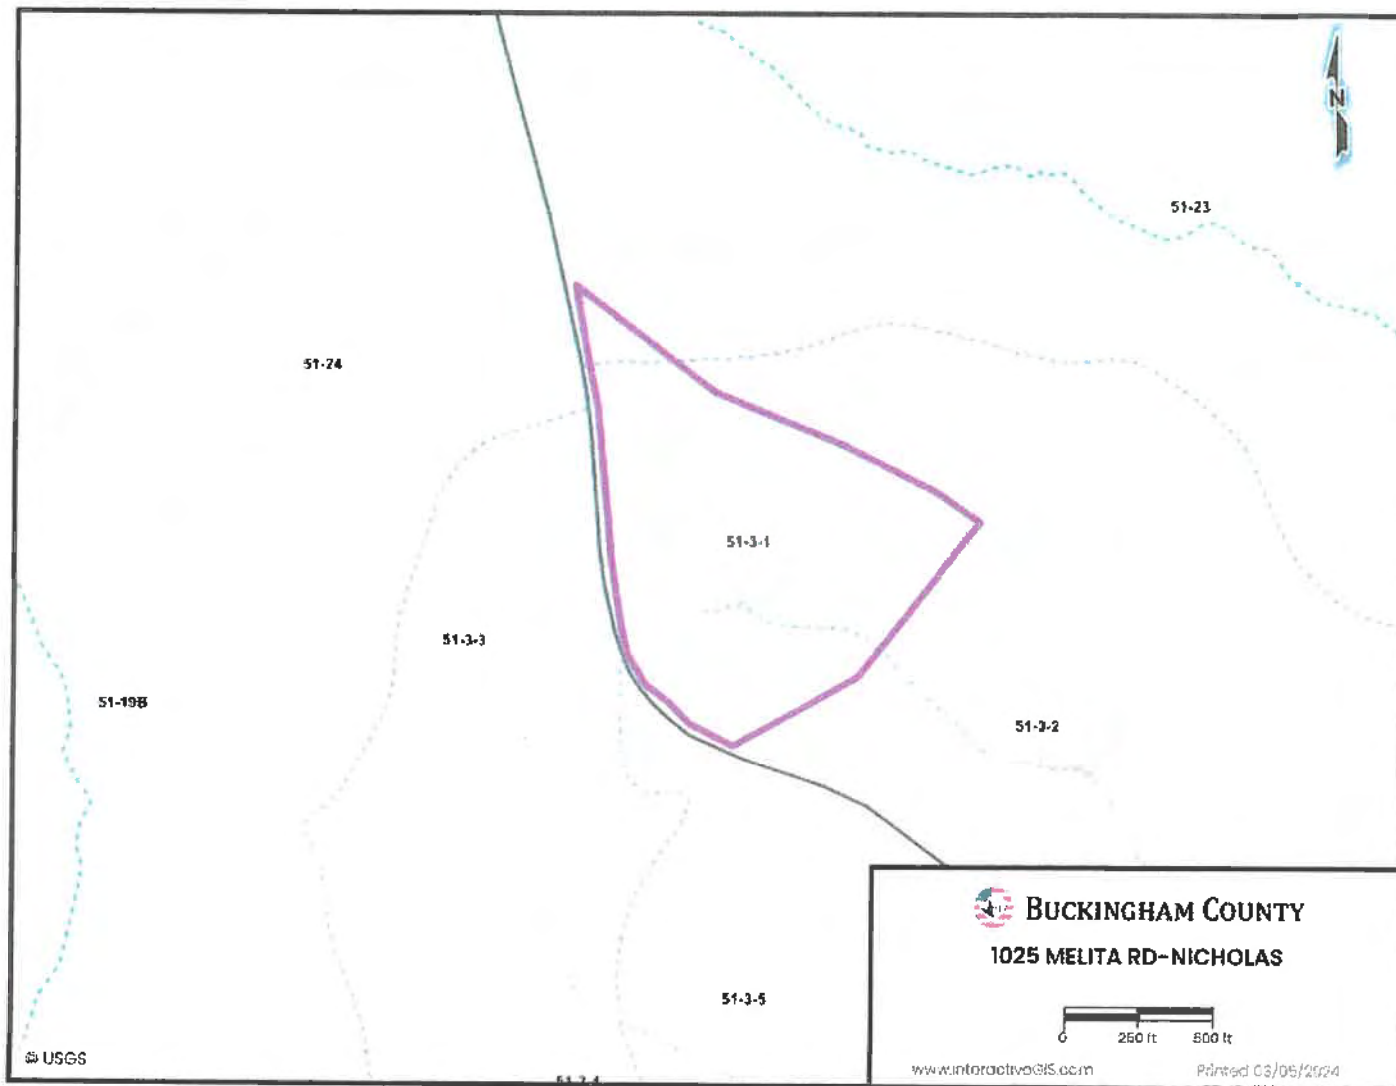 N
51-23
51-24
51-3-1
51-3-3
51-19B
51-3-2
BUCKINGHAM COUNTY
1025 MELITA RD-NICHOLAS
51-3-5
0 250 ft 500 ft
© USGS
www.interactiveGIS.com
Printed 03/05/2024